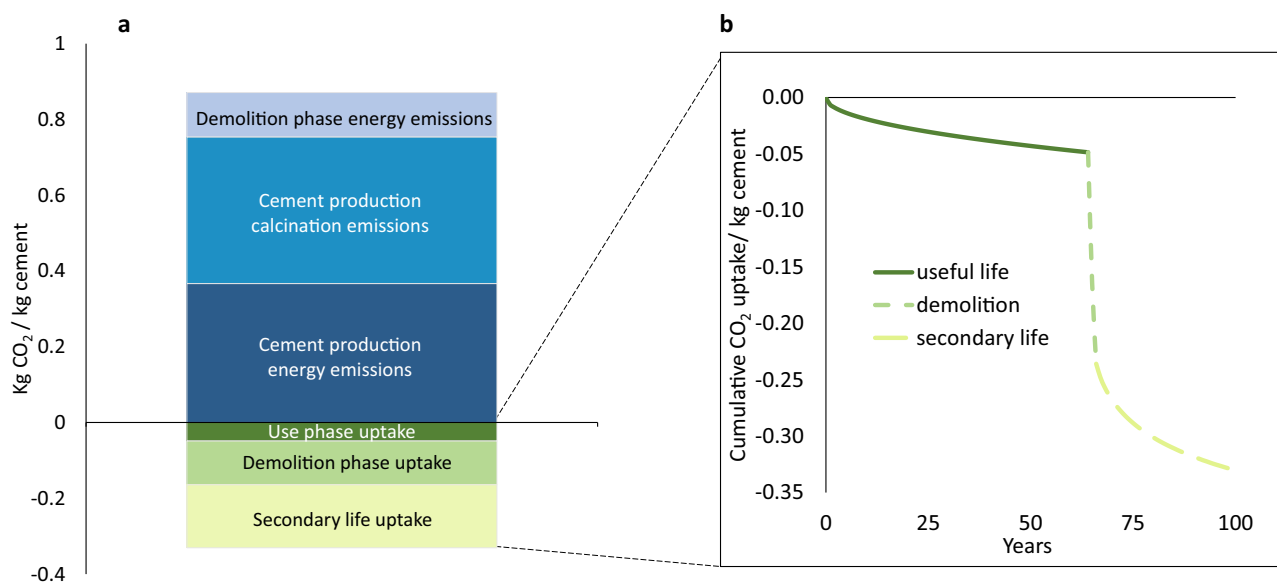 a
Kg CO₂ / kg cement
1
0.8
0.6
0.4
0.2
0
-0.2
-0.4
Demolition phase energy emissions
Cement production
calcination emissions
Cement production
energy emissions
Use phase uptake
Demolition phase uptake
Secondary life uptake
b
Cumulative CO₂ uptake/ kg cement
0.00
-0.05
-0.10
-0.15
-0.20
-0.25
-0.30
-0.35
useful life
demolition
secondary life
0 25 50 75 100
Years